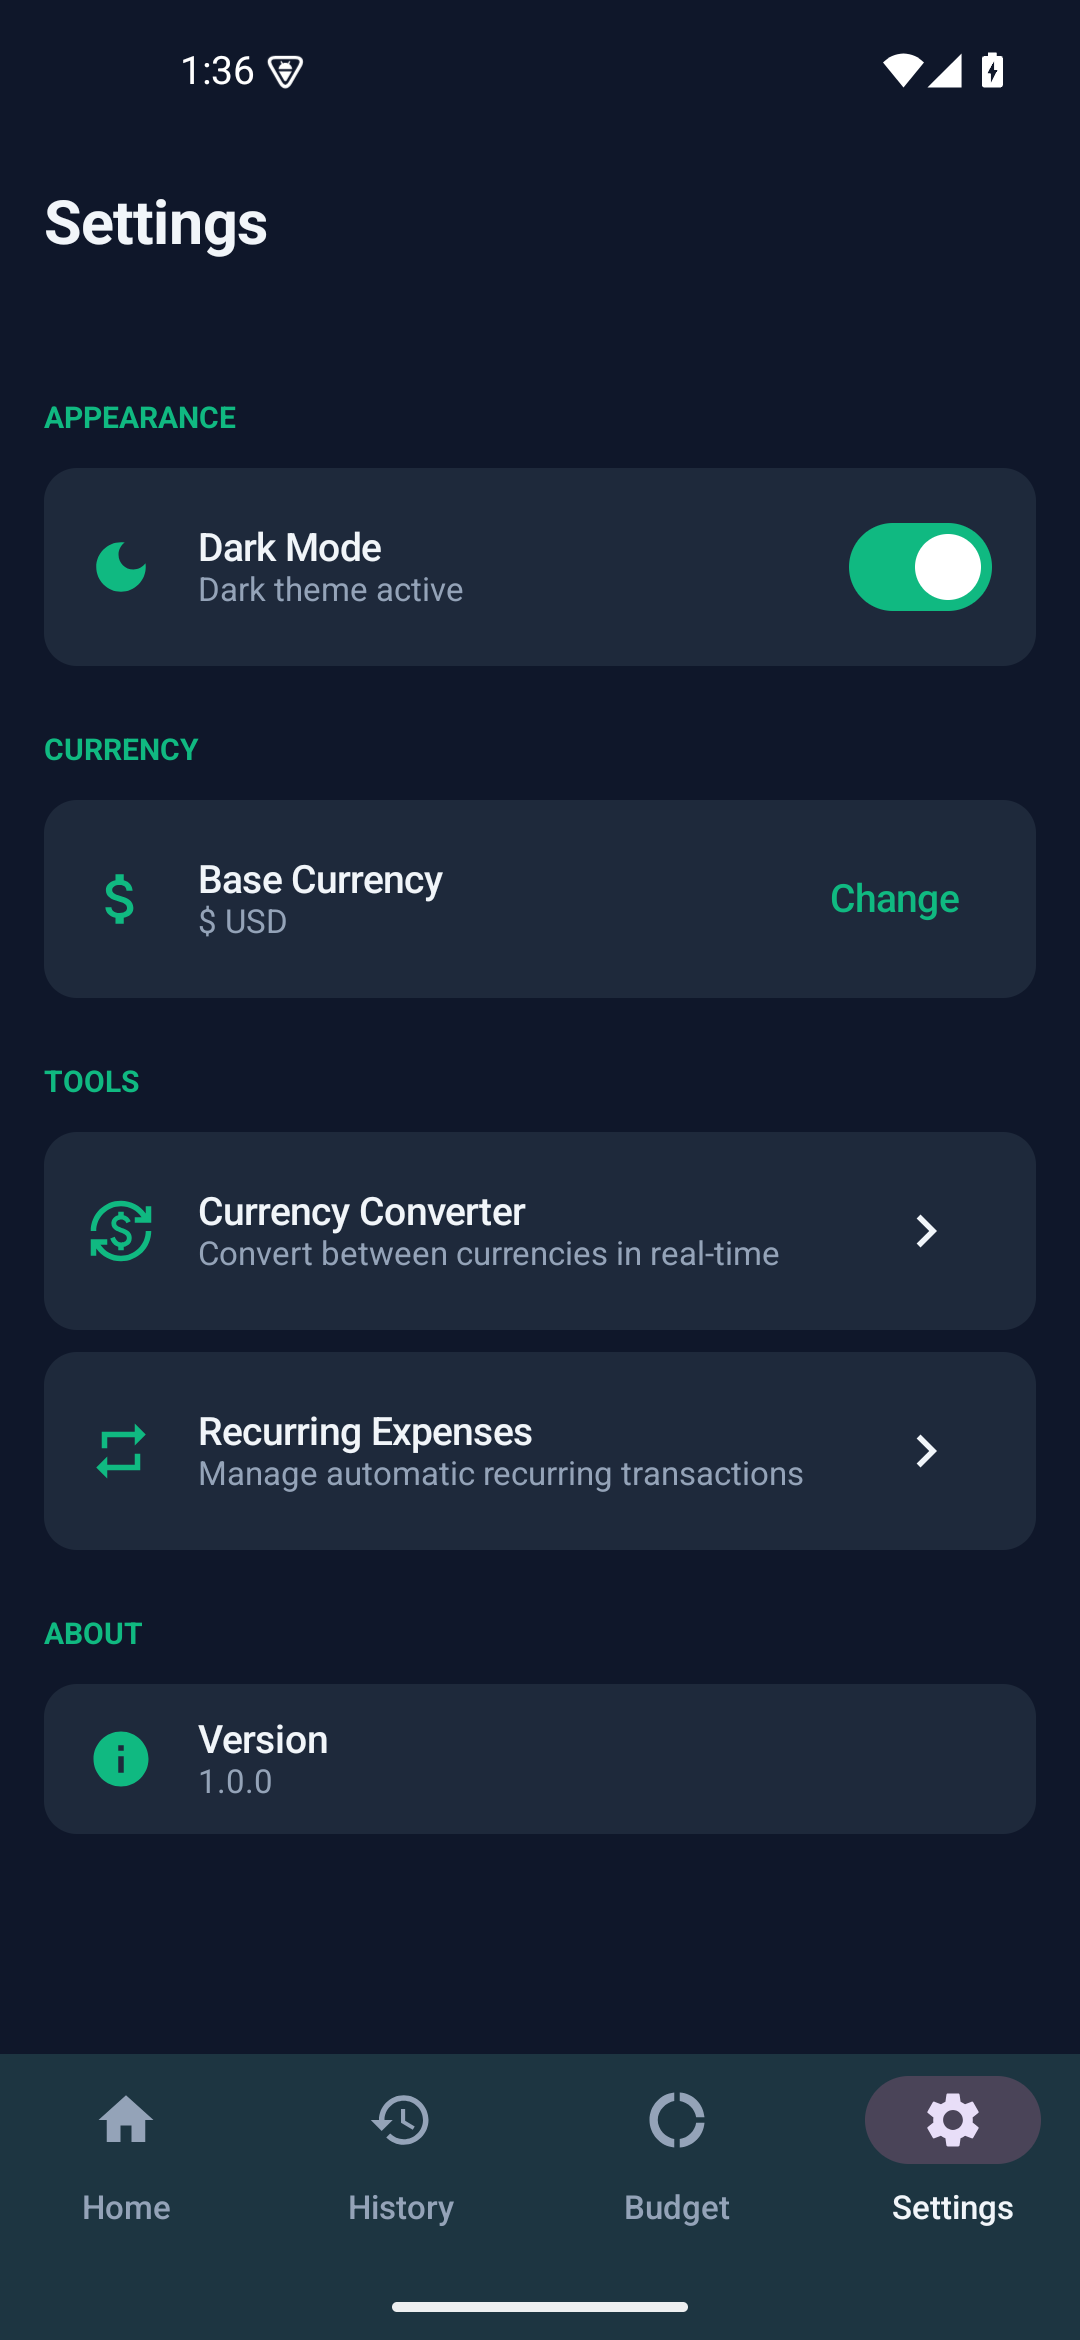 1:36
Settings
APPEARANCE
Dark Mode
Dark theme active
CURRENCY
Base Currency
$ USD
Change
TOOLS
Currency Converter
Convert between currencies in real-time
Recurring Expenses
Manage automatic recurring transactions
ABOUT
Version
1.0.0
Home
History
Budget
Settings